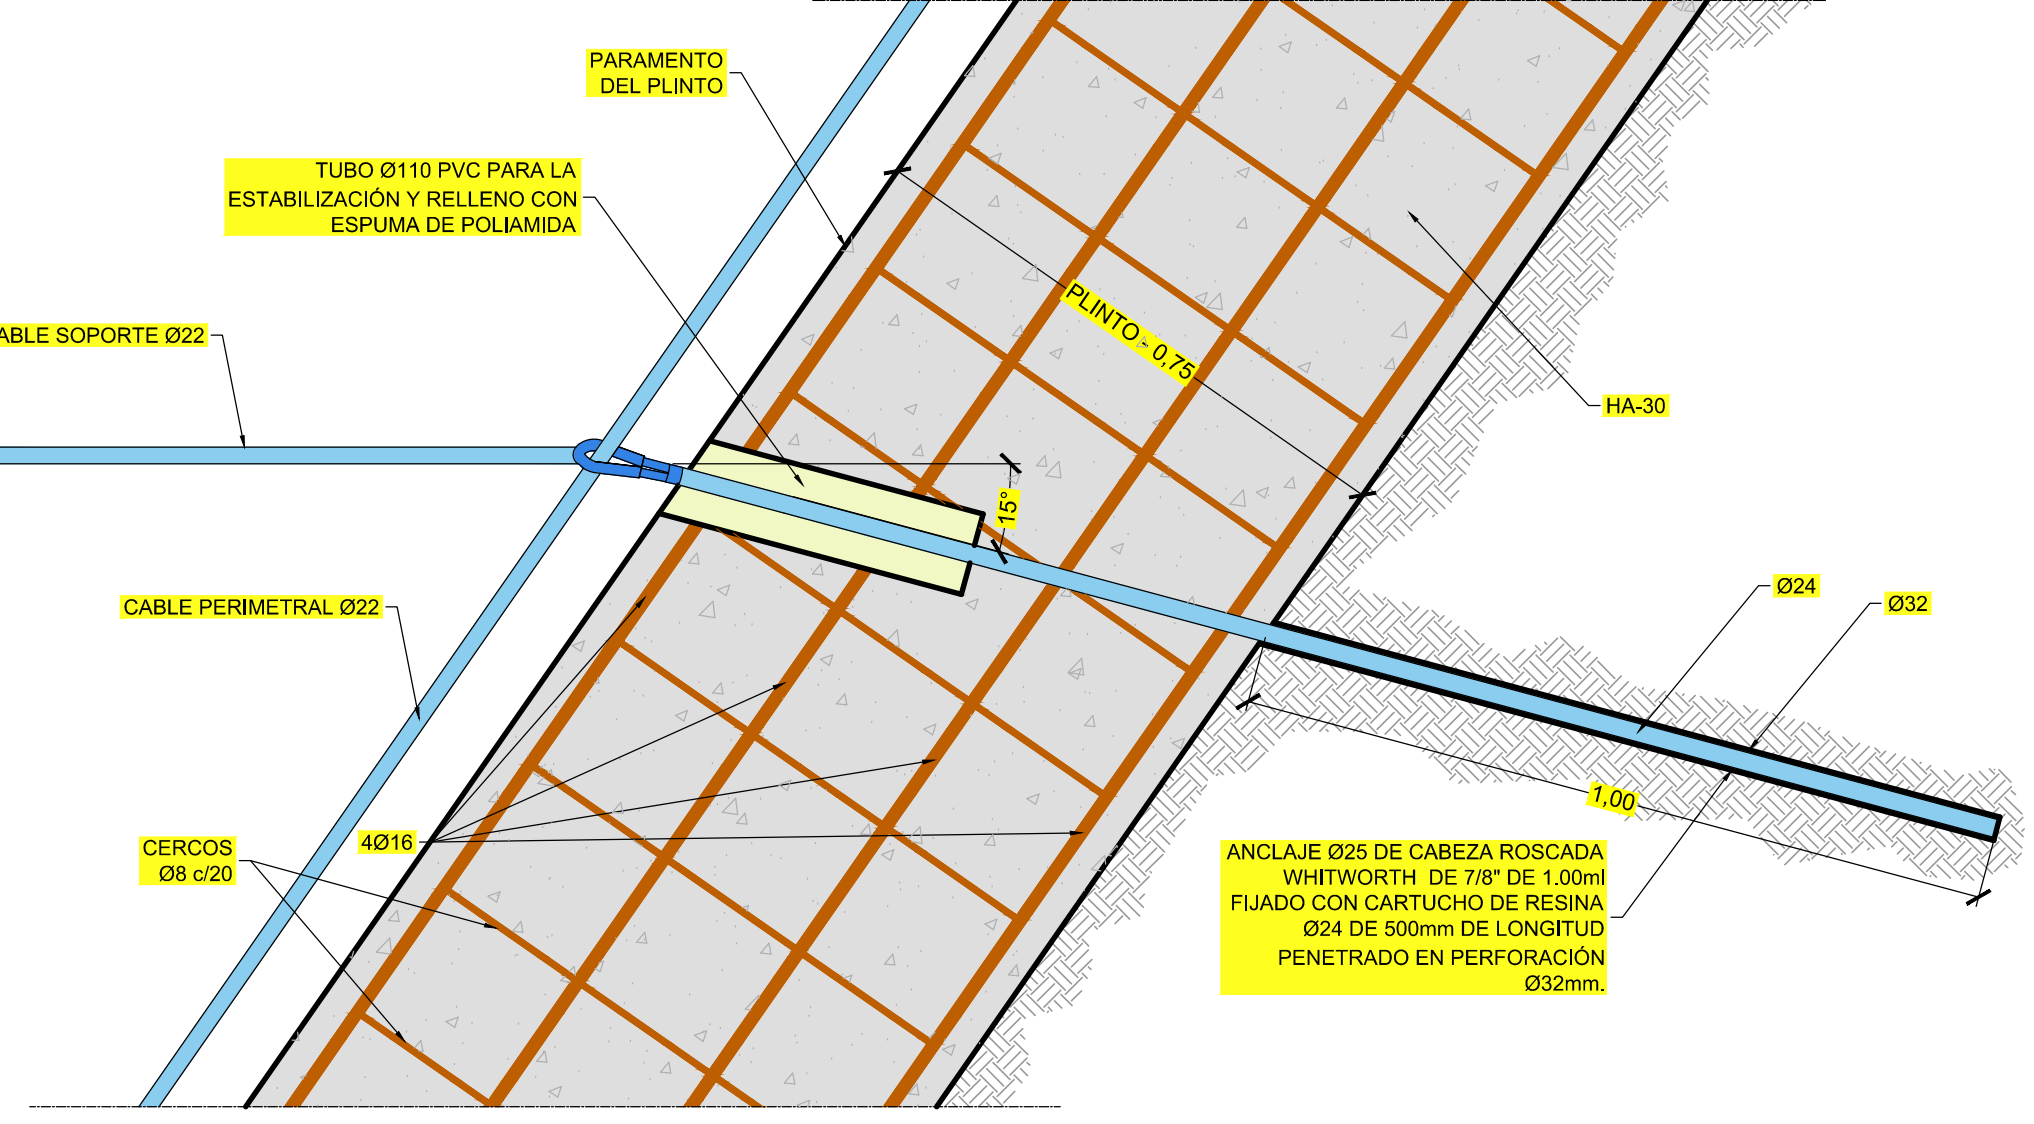 PARAMENTO
DEL PLINTO
TUBO Ø110 PVC PARA LA
ESTABILIZACIÓN Y RELLENO CON
ESPUMA DE POLIAMIDA
ABLE SOPORTE Ø22
PLINTO - 0,75
HA-30
15°
CABLE PERIMETRAL Ø22
Ø24
Ø32
1,00
4Ø16
CERCOS
Ø8 c/20
ANCLAJE Ø25 DE CABEZA ROSCADA
WHITWORTH DE 7/8" DE 1.00ml
FIJADO CON CARTUCHO DE RESINA
Ø24 DE 500mm DE LONGITUD
PENETRADO EN PERFORACIÓN
Ø32mm.